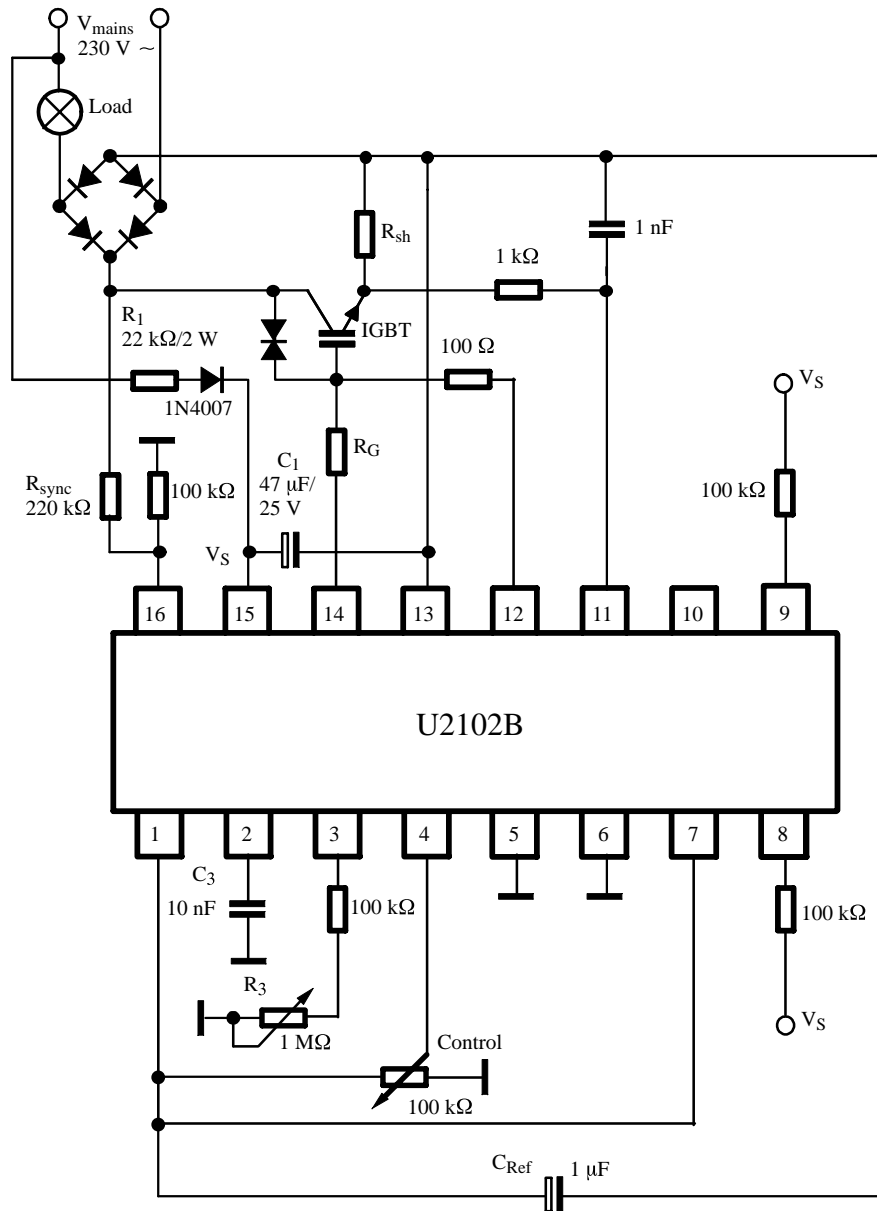 V_mains
230 V ~
Load
R_sh
1 nF
1 kΩ
R_1
22 kΩ/2 W
IGBT
100 Ω
V_S
1N4007
R_G
C_1
47 μF/
25 V
R_sync
220 kΩ
100 kΩ
100 kΩ
V_S
16 15 14 13 12 11 10 9
U2102B
1 2 3 4 5 6 7 8
C_3
10 nF
100 kΩ
100 kΩ
R_3
1 MΩ
V_S
Control
100 kΩ
C_Ref
1 μF